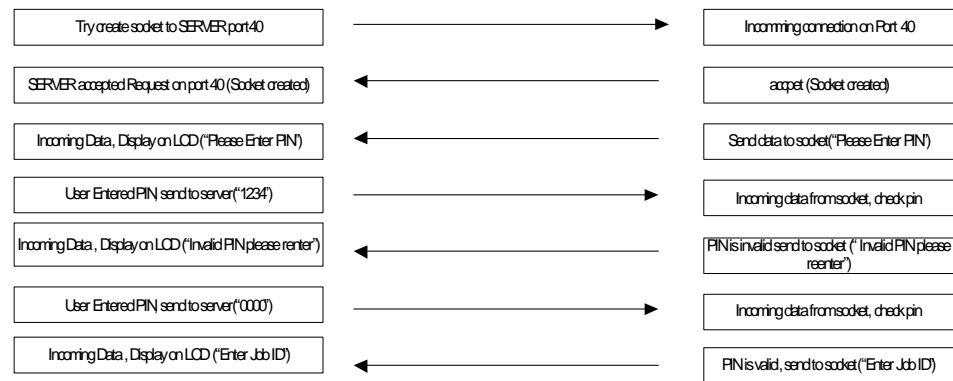 Try create socket to SERVER port 40
Incomming connection on Port 40
SERVER accepted Request on port 40 (Socket created)
accpet (Socket created)
Incoming Data , Display on LCD (“Please Enter PIN”)
Send data to socket(“Please Enter PIN”)
User Entered PIN, send to server(“1234”)
Incoming data from socket, check pin
Incoming Data , Display on LCD (“Invalid PIN please renter”)
PIN is invalid send to socket (“ Invalid PIN please
reenter”)
User Entered PIN, send to server(“0000”)
Incoming data from socket, check pin
Incoming Data , Display on LCD (“Enter Job ID”)
PIN is valid, send to socket (“Enter Job ID”)